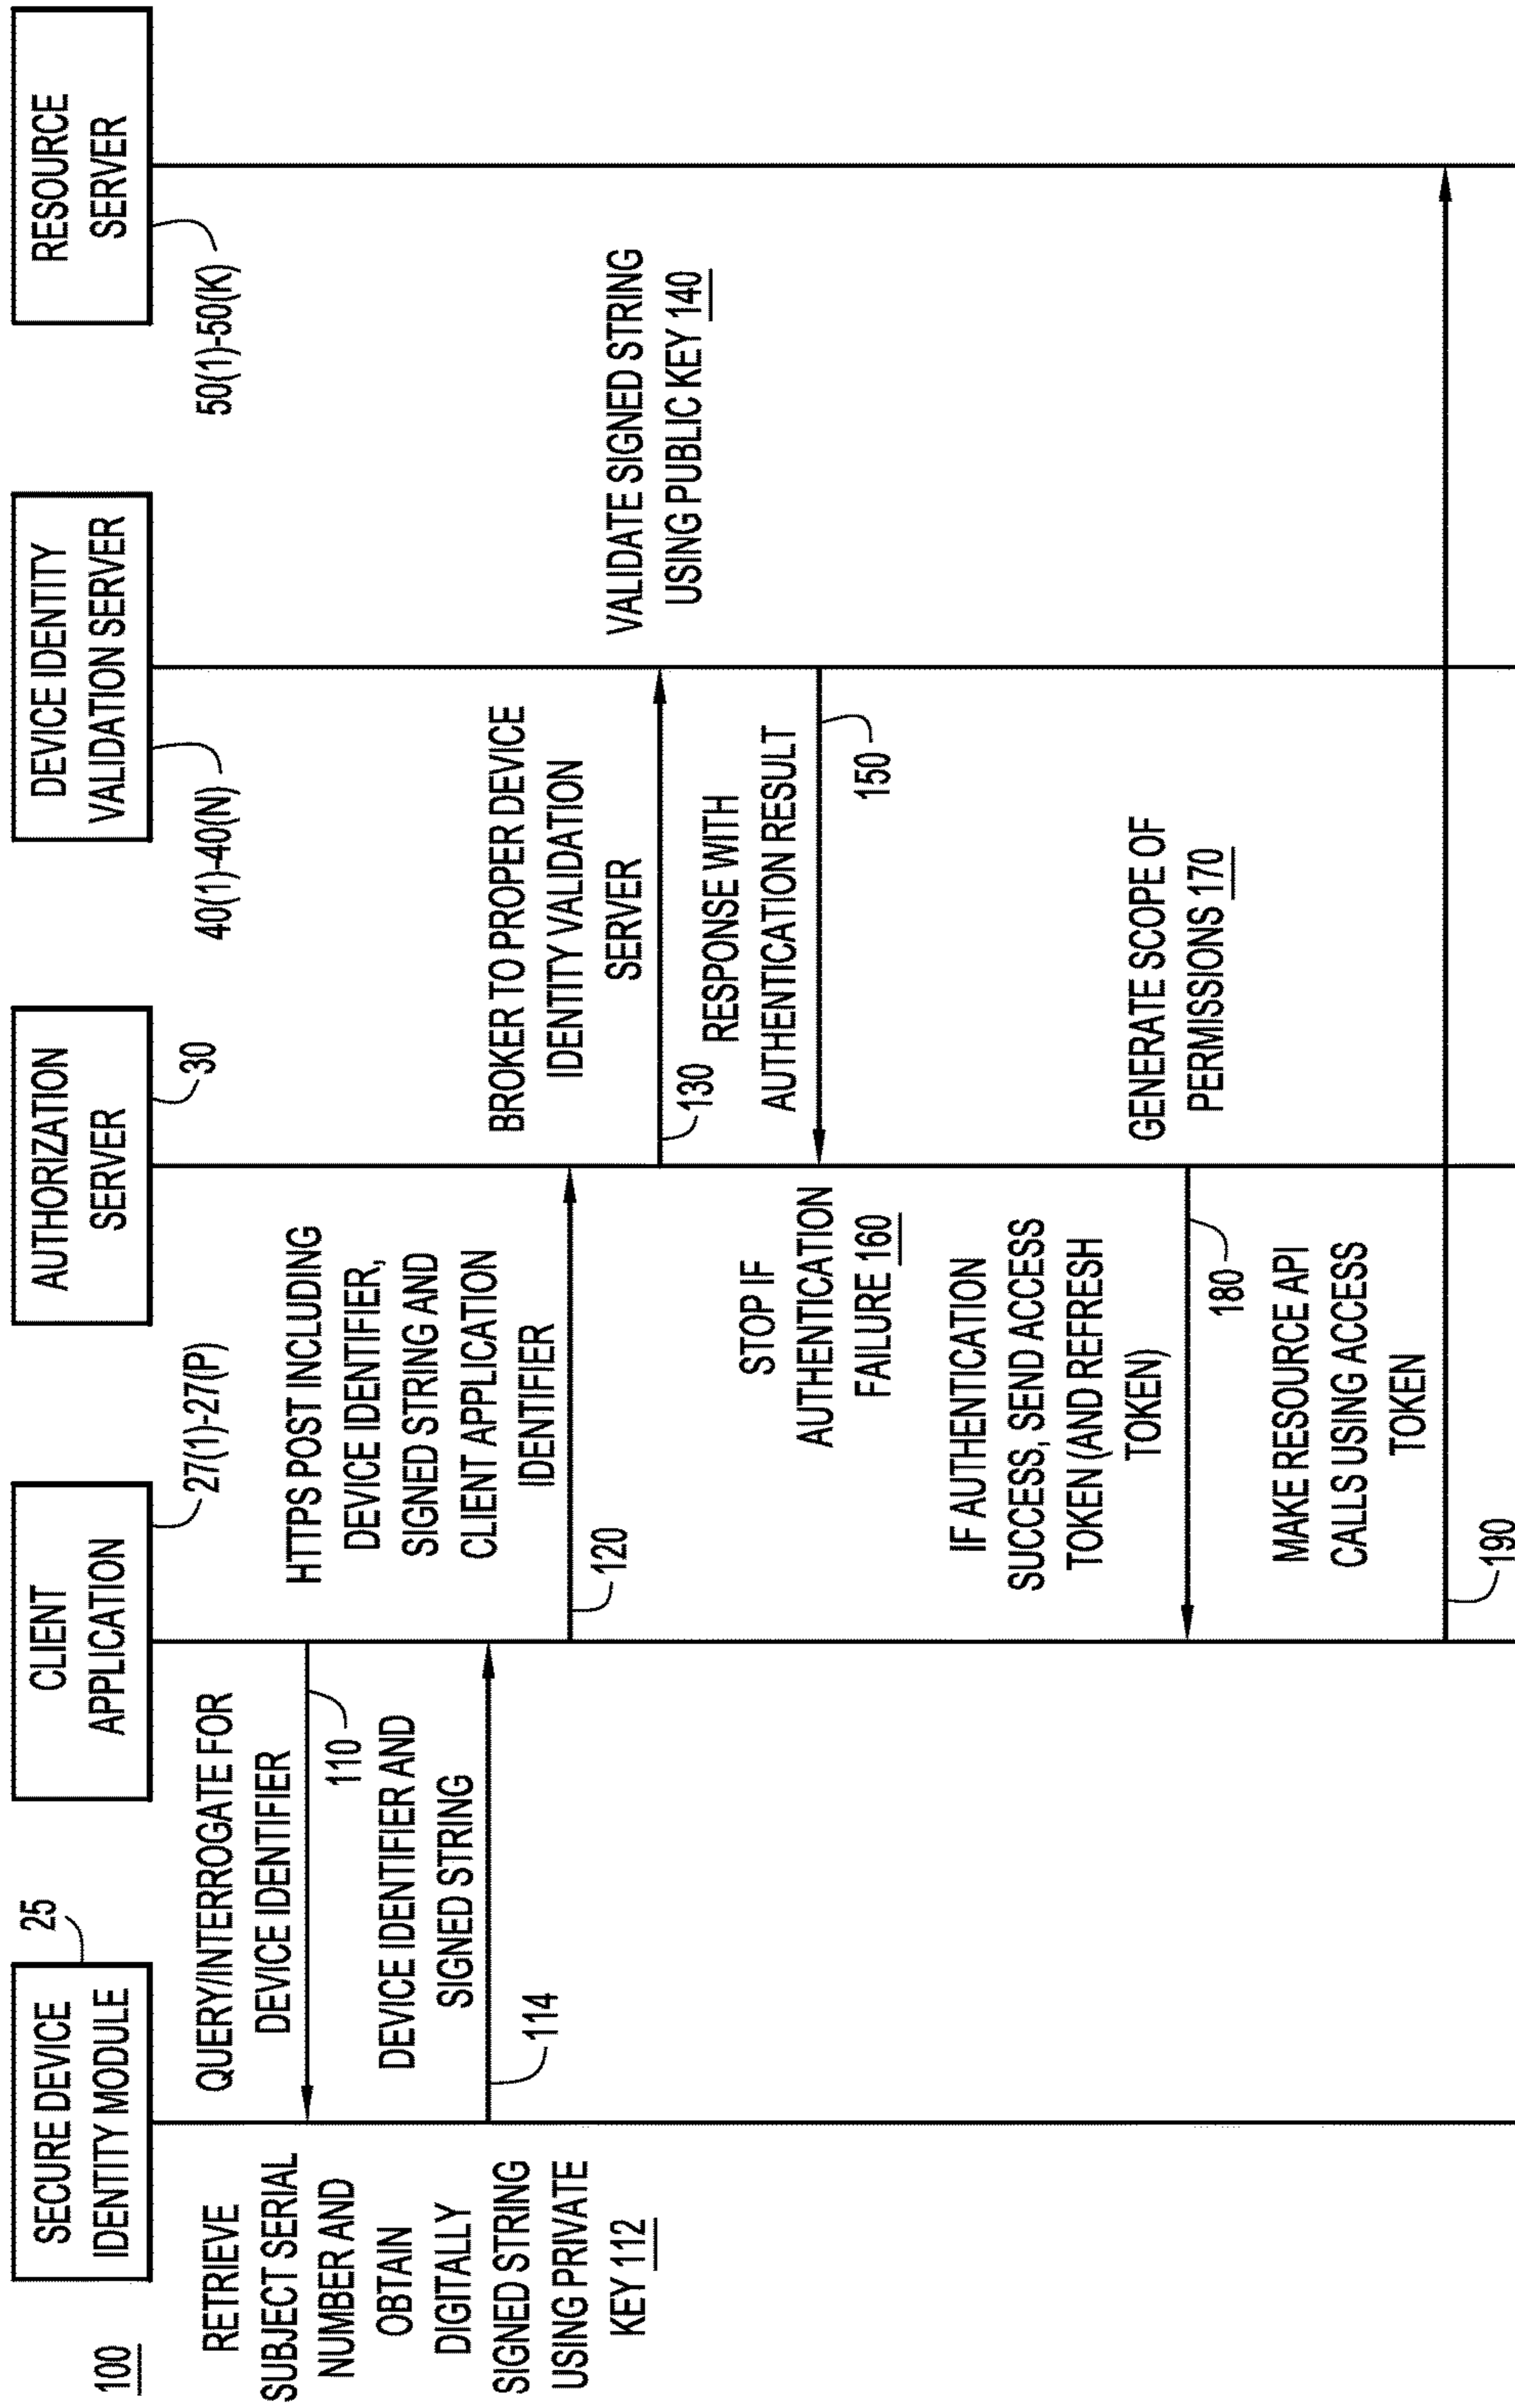 100
SECURE DEVICE
IDENTITY MODULE
25
CLIENT
APPLICATION
27(1)-27(P)
AUTHORIZATION
SERVER
30
DEVICE IDENTITY
VALIDATION SERVER
40(1)-40(N)
RESOURCE
SERVER
50(1)-50(K)
QUERY/INTERROGATE FOR
DEVICE IDENTIFIER
110
RETRIEVE
SUBJECT SERIAL
NUMBER AND
OBTAIN
DIGITALLY
SIGNED STRING
USING PRIVATE
KEY 112
DEVICE IDENTIFIER AND
SIGNED STRING
114
HTTPS POST INCLUDING
DEVICE IDENTIFIER,
SIGNED STRING AND
CLIENT APPLICATION
IDENTIFIER
120
BROKER TO PROPER DEVICE
IDENTITY VALIDATION
SERVER
130
VALIDATE SIGNED STRING
USING PUBLIC KEY 140
RESPONSE WITH
AUTHENTICATION RESULT
150
STOP IF
AUTHENTICATION
FAILURE 160
GENERATE SCOPE OF
PERMISSIONS 170
IF AUTHENTICATION
SUCCESS, SEND ACCESS
TOKEN (AND REFRESH
TOKEN)
180
MAKE RESOURCE API
CALLS USING ACCESS
TOKEN
190